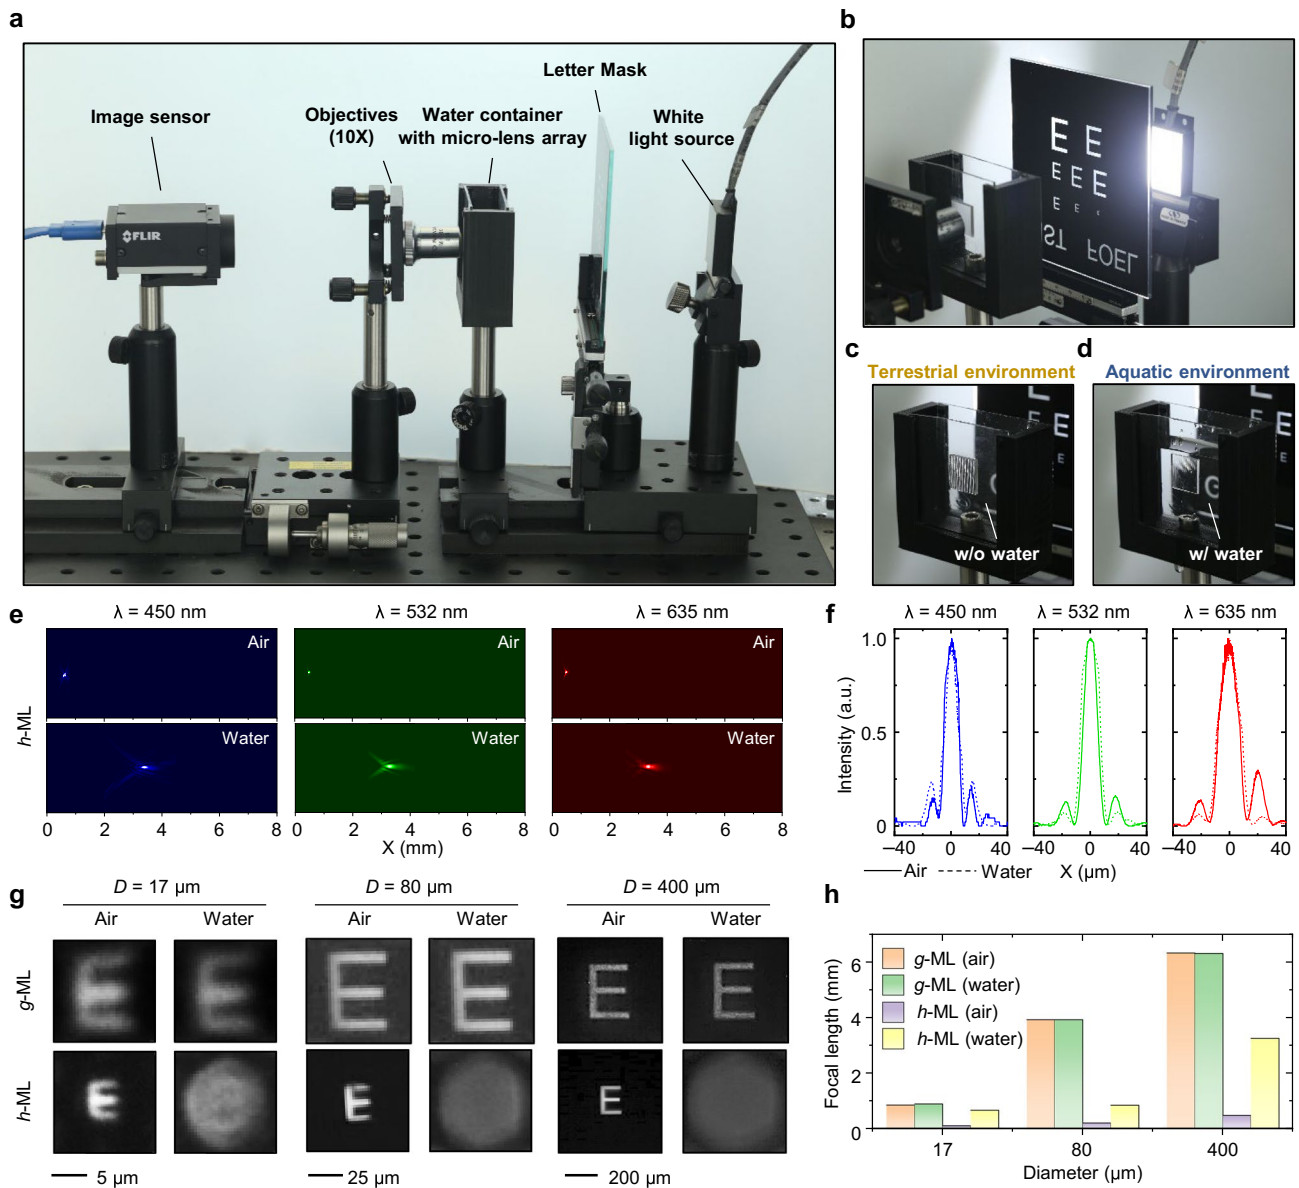 a
Image sensor
Objectives
(10X)
Water container
with micro-lens array
Letter Mask
White
light source
FLIR
b
E E
E E E
E E E
ST FOEL
c
Terrestrial environment
w/o water
G
E
d
Aquatic environment
w/ water
G
E
e
λ = 450 nm
λ = 532 nm
λ = 635 nm
h-ML
Air
Air
Air
Water
Water
Water
0 2 4 6 8
0 2 4 6 8
0 2 4 6 8
X (mm)
f
λ = 450 nm
λ = 532 nm
λ = 635 nm
Intensity (a.u.)
1.0
0.5
0
−40 0 40
−40 0 40
−40 0 40
Air
Water
X (µm)
g
D = 17 µm
D = 80 µm
D = 400 µm
Air Water
Air Water
Air Water
g-ML
E E E E E E
h-ML
E E E
5 µm
25 µm
200 µm
h
g-ML (air)
g-ML (water)
h-ML (air)
h-ML (water)
Focal length (mm)
6
4
2
0
17 80 400
Diameter (µm)